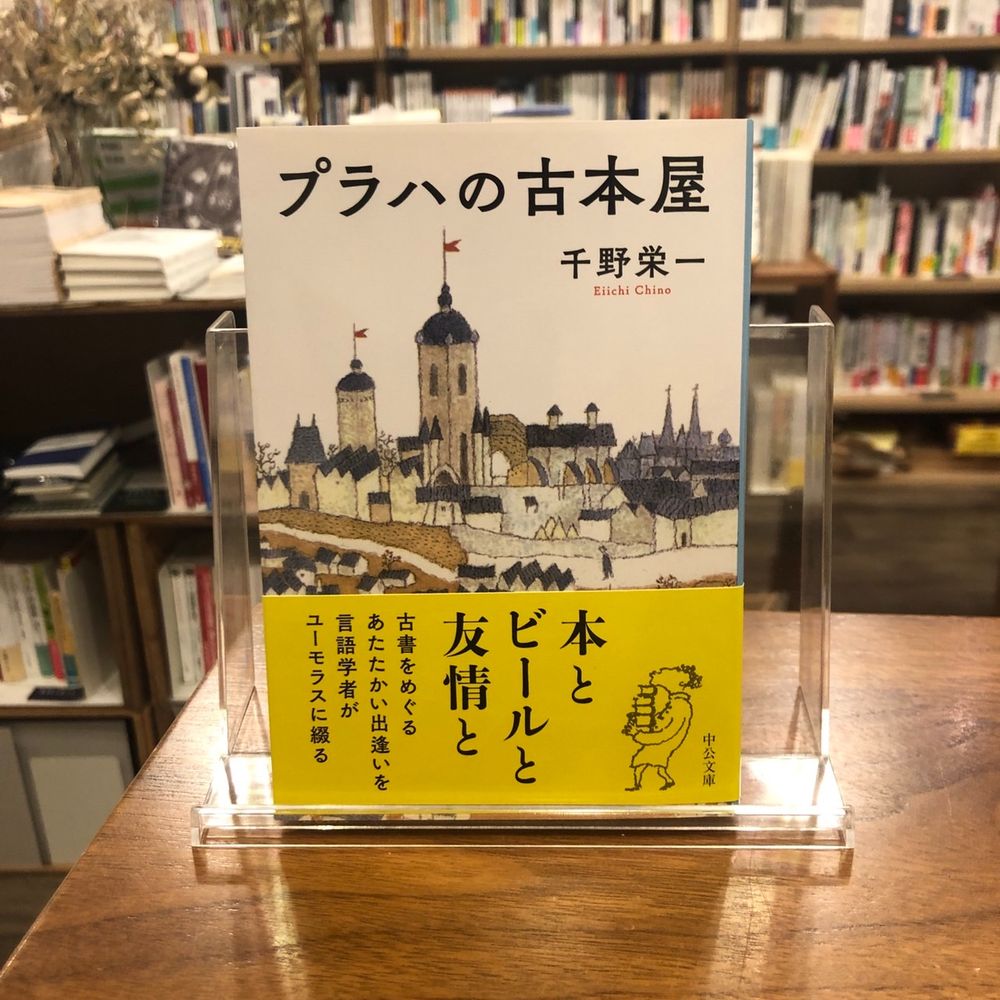 プラハの古本屋
千野栄一
Eiichi Chino
本と
ビールと
友情と
古書をめぐる
あたたかい出逢いを
言語学者が
ユーモラスに綴る
中公文庫